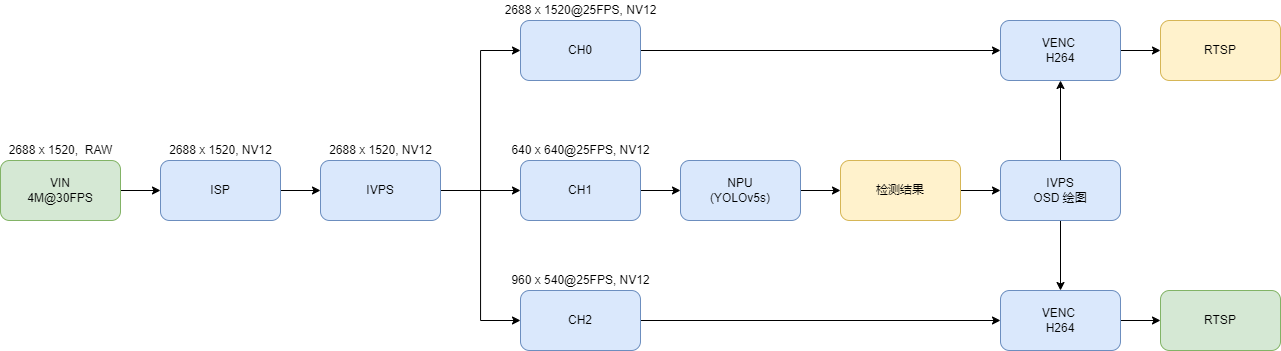 2688 x 1520@25FPS, NV12
CH0
VENC
H264
RTSP
2688 x 1520,  RAW
VIN
4M@30FPS
2688 x 1520, NV12
ISP
2688 x 1520, NV12
IVPS
640 x 640@25FPS, NV12
CH1
NPU
(YOLOv5s)
检测结果
IVPS
OSD 绘图
960 x 540@25FPS, NV12
CH2
VENC
H264
RTSP